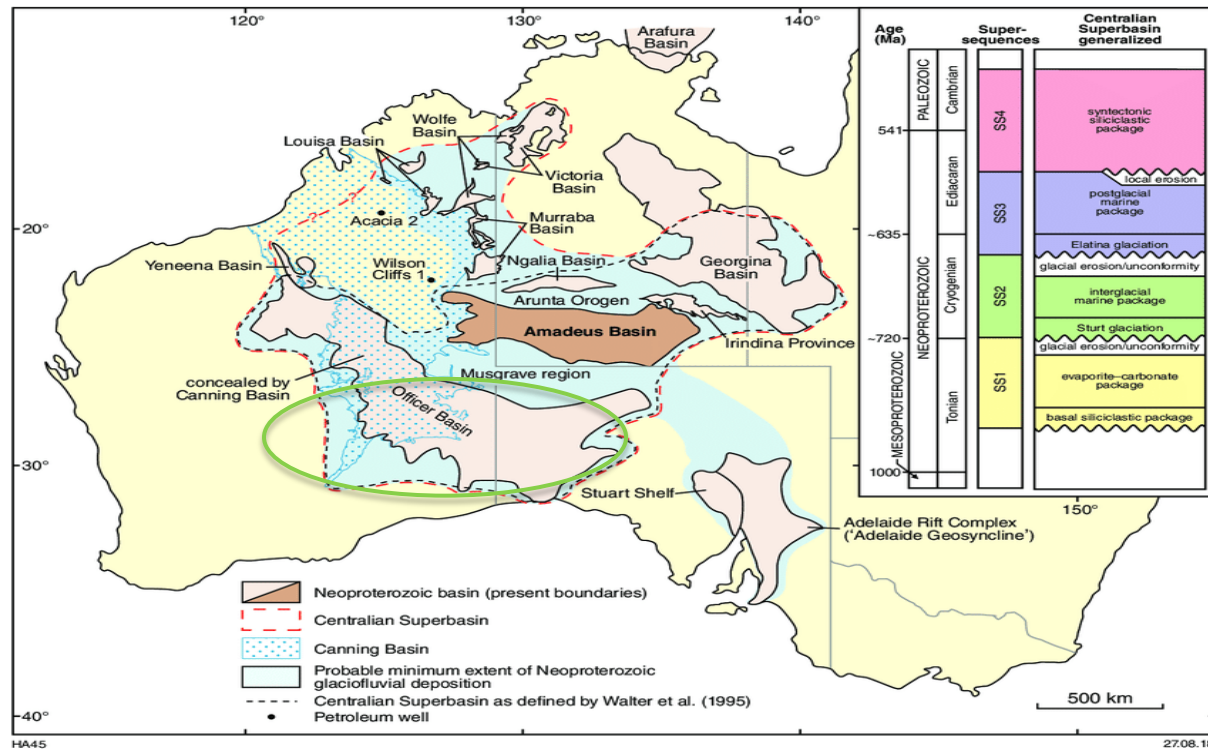 120°
130°
140°
Arafura
Basin
Wolfe
Basin
Louisa Basin
Victoria
Basin
Acacia 2
Murraba
Basin
20°
Wilson
Cliffs 1
Ngalia Basin
Yeneena Basin
Georgina
Basin
Arunta Orogen
Amadeus Basin
Irindina Province
concealed by
Canning Basin
Musgrave region
Officer Basin
30°
Stuart Shelf
Adelaide Rift Complex
('Adelaide Geosyncline')
150°
40°
Neoproterozoic basin (present boundaries)
Centralian Superbasin
Canning Basin
Probable minimum extent of Neoproterozoic
glaciofluvial deposition
Centralian Superbasin as defined by Walter et al. (1995)
Petroleum well
500 km
HA45
27.08.18
Age
(Ma)
Super-
sequences
Centralian
Superbasin
generalized
541
~635
~720
1000
PALEOZOIC
NEOPROTEROZOIC
MESOPROTEROZOIC
Cambrian
Ediacaran
Cryogenian
Tonian
SS4
SS3
SS2
SS1
syntectonic
siliciclastic
package
local erosion
postglacial
marine
package
Elatina glaciation
glacial erosion/unconformity
interglacial
marine package
Sturt glaciation
glacial erosion/unconformity
evaporite–carbonate
package
basal siliciclastic package